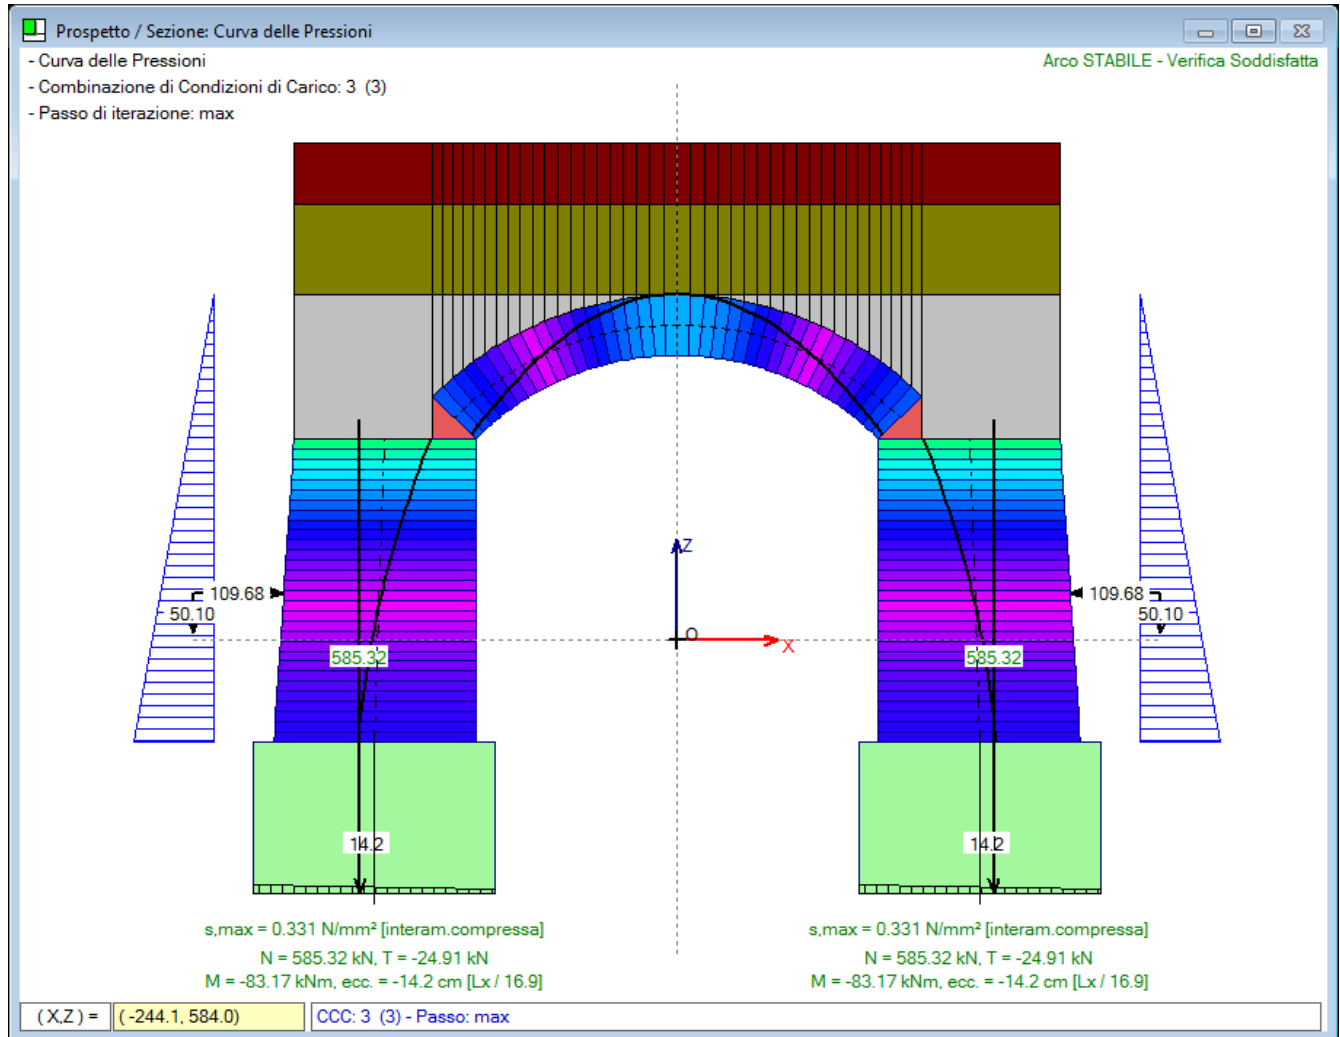 Prospetto / Sezione: Curva delle Pressioni
- Curva delle Pressioni
Arco STABILE - Verifica Soddisfatta
- Combinazione di Condizioni di Carico: 3 (3)
- Passo di iterazione: max
Z
109.68
109.68
50.10
50.10
O
X
585.32
585.32
14.2
14.2
s,max = 0.331 N/mm² [interam.compressa]
s,max = 0.331 N/mm² [interam.compressa]
N = 585.32 kN, T = -24.91 kN
N = 585.32 kN, T = -24.91 kN
M = -83.17 kNm, ecc. = -14.2 cm [Lx / 16.9]
M = -83.17 kNm, ecc. = -14.2 cm [Lx / 16.9]
( X,Z ) = ( -244.1, 584.0) CCC: 3 (3) - Passo: max